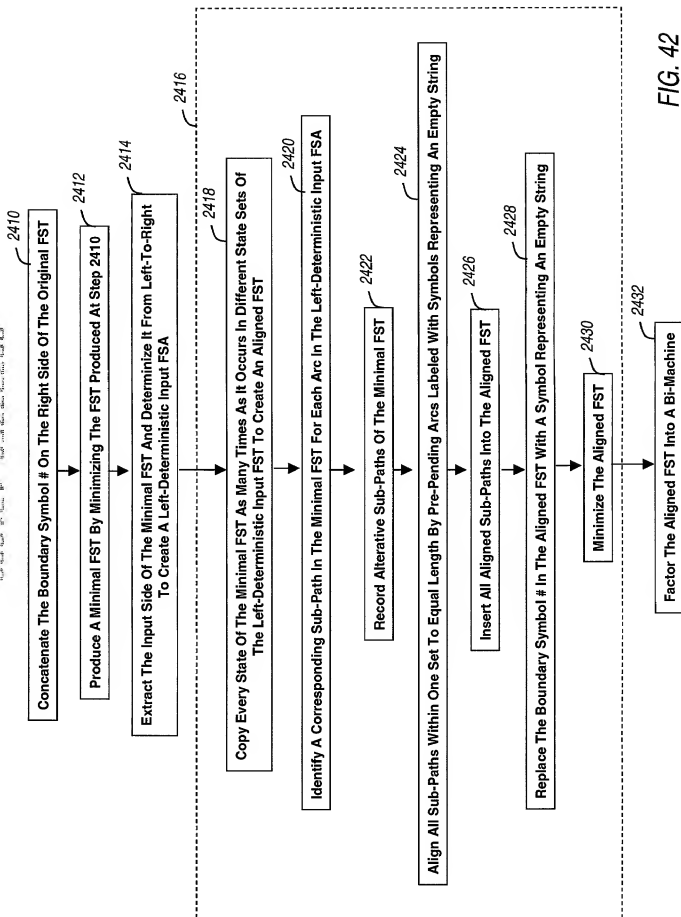 2410
Concatenate The Boundary Symbol # On The Right Side Of The Original FST
2412
Produce A Minimal FST By Minimizing The FST Produced At Step 2410
2414
Extract The Input Side Of The Minimal FST And Determinize It From Left-To-Right
To Create A Left-Deterministic Input FSA
2416
2418
Copy Every State Of The Minimal FST As Many Times As It Occurs In Different State Sets Of
The Left-Deterministic Input FST To Create An Aligned FST
2420
Identify A Corresponding Sub-Path In The Minimal FST For Each Arc In The Left-Deterministic Input FSA
2422
Record Alterative Sub-Paths Of The Minimal FST
2424
Align All Sub-Paths Within One Set To Equal Length By Pre-Pending Arcs Labeled With Symbols Representing An Empty String
2426
Insert All Aligned Sub-Paths Into The Aligned FST
2428
Replace The Boundary Symbol # In The Aligned FST With A Symbol Representing An Empty String
2430
Minimize The Aligned FST
2432
Factor The Aligned FST Into A Bi-Machine
FIG. 42